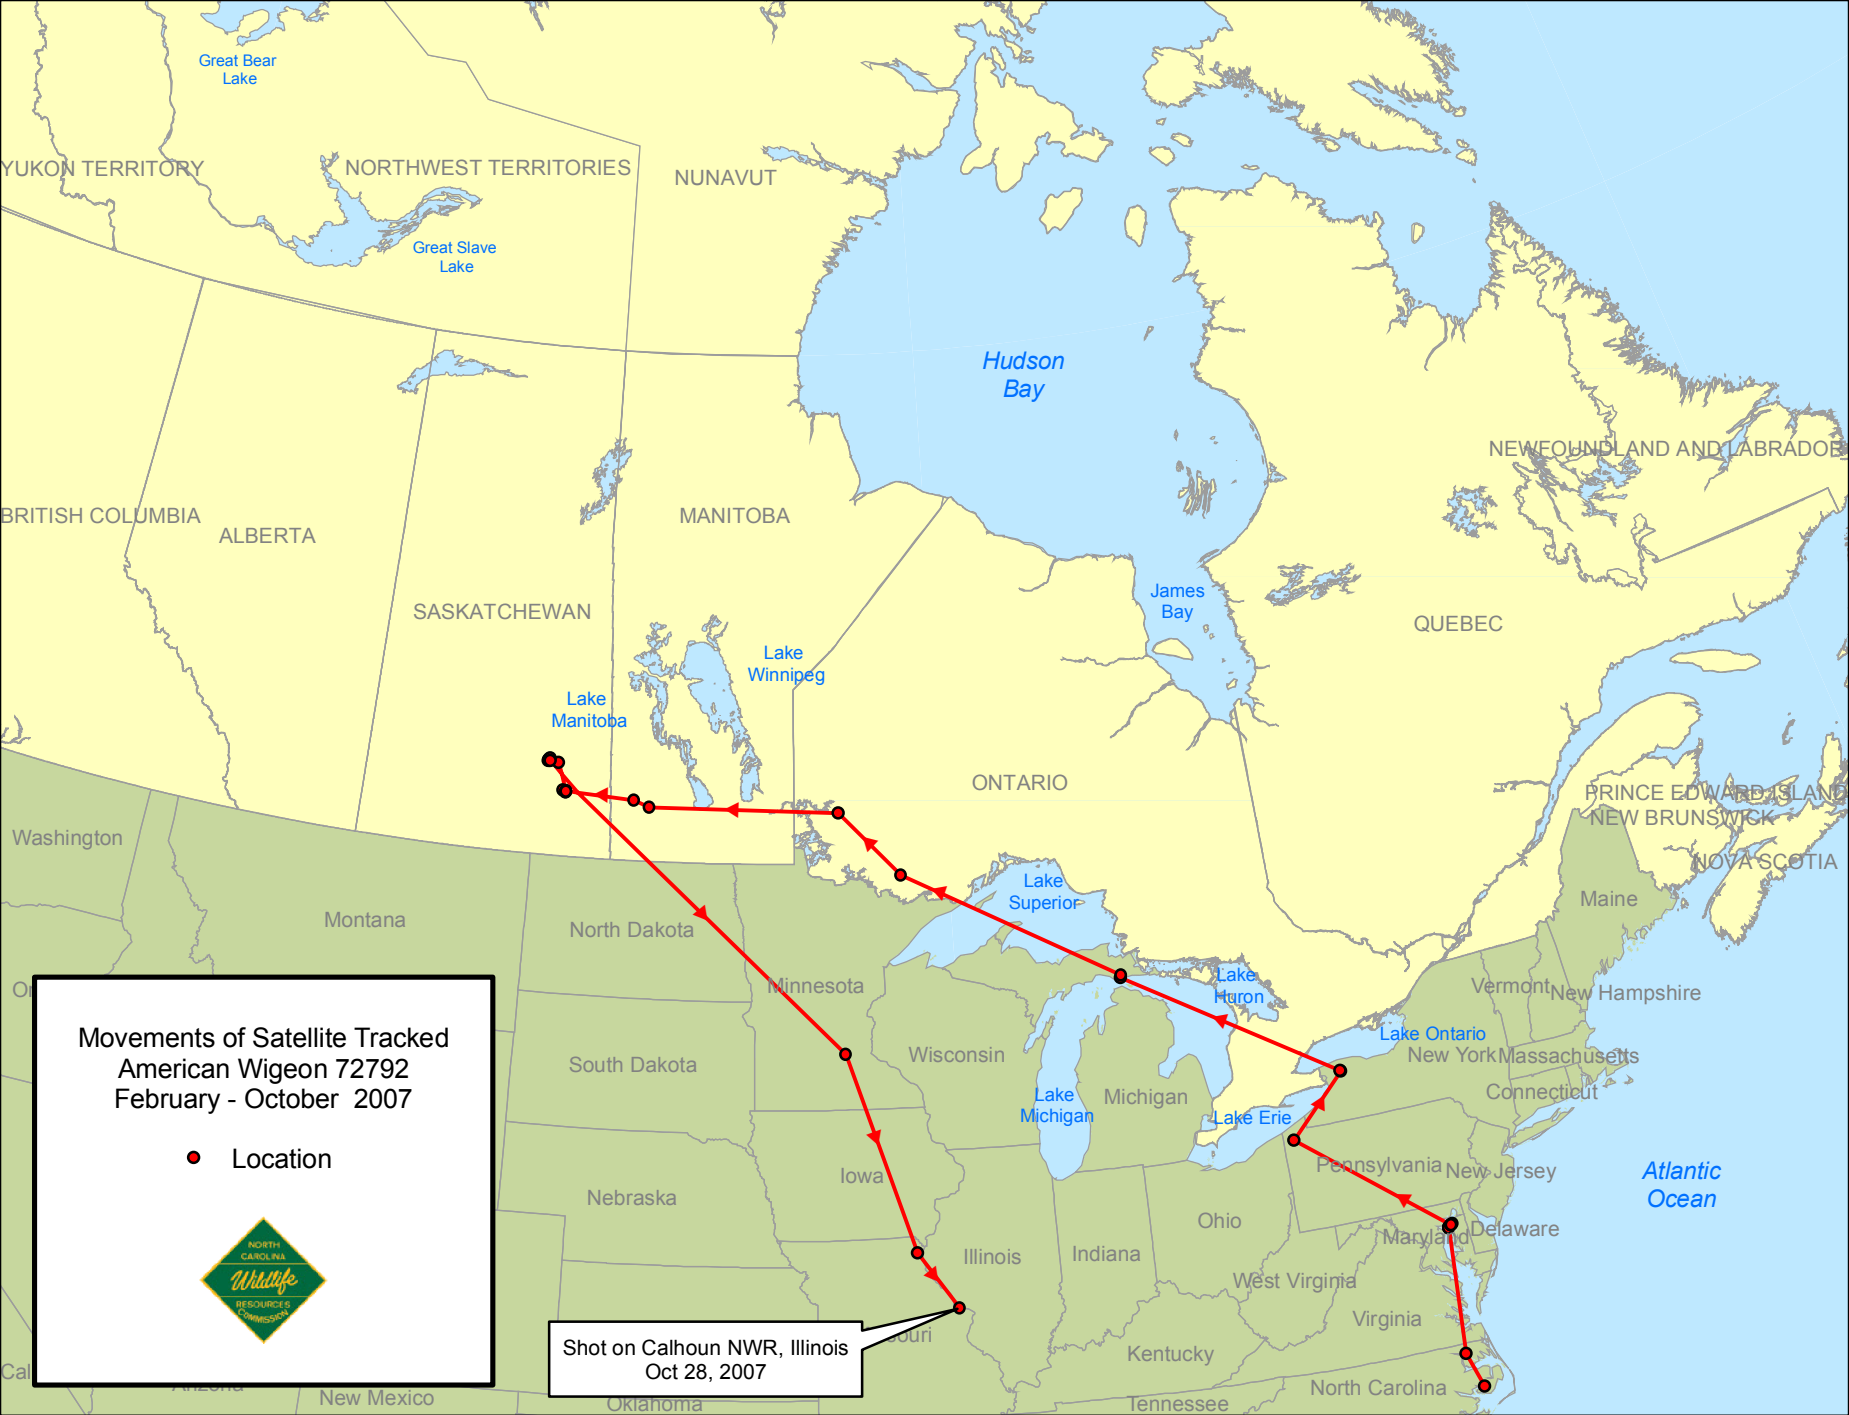 Great Bear
Lake
YUKON TERRITORY
NORTHWEST TERRITORIES
NUNAVUT
Great Slave
Lake
Hudson
Bay
NEWFOUNDLAND AND LABRADOR
BRITISH COLUMBIA
ALBERTA
MANITOBA
SASKATCHEWAN
James
Bay
QUEBEC
Lake
Winnipeg
Lake
Manitoba
ONTARIO
PRINCE EDWARD ISLAND
NEW BRUNSWICK
NOVA SCOTIA
Washington
Montana
North Dakota
Lake
Superior
Maine
Minnesota
Lake
Huron
Vermont
New Hampshire
Lake Ontario
New York
Massachusetts
Connecticut
Wisconsin
South Dakota
Lake
Michigan
Michigan
Lake Erie
Pennsylvania
New Jersey
Atlantic
Ocean
Iowa
Nebraska
Ohio
Maryland
Delaware
Illinois
Indiana
West Virginia
Virginia
Kentucky
North Carolina
Tennessee
Or
Movements of Satellite Tracked
American Wigeon 72792
February - October 2007
Location
NORTH
CAROLINA
Wildlife
RESOURCES
COMMISSION
Shot on Calhoun NWR, Illinois
Oct 28, 2007
ouri
Cal
Arizona
New Mexico
Oklahoma